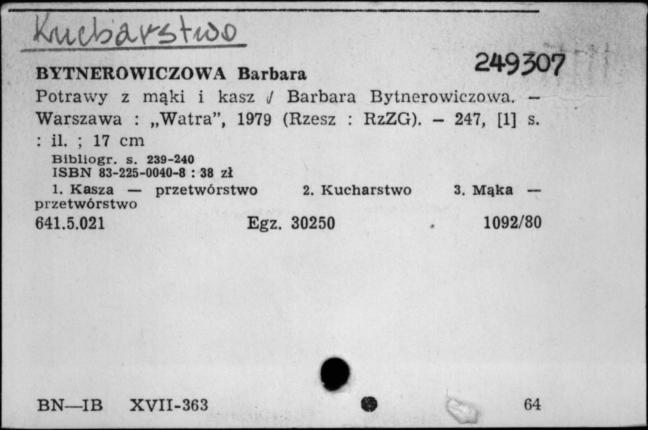 Kucharstwo
249307
BYTNEROWICZOWA Barbara
Potrawy z mąki i kasz / Barbara Bytnerowiczowa. —
Warszawa : „Watra”, 1979 (Rzesz : RzZG). — 247, [1] s.
: il. ; 17 cm
Bibliogr. s. 239-240
ISBN 83-225-0040-8 : 38 zł
1. Kasza — przetwórstwo 2. Kucharstwo 3. Mąka —
przetwórstwo
641.5.021 Egz. 30250 1092/80
BN—IB XVII-363 64